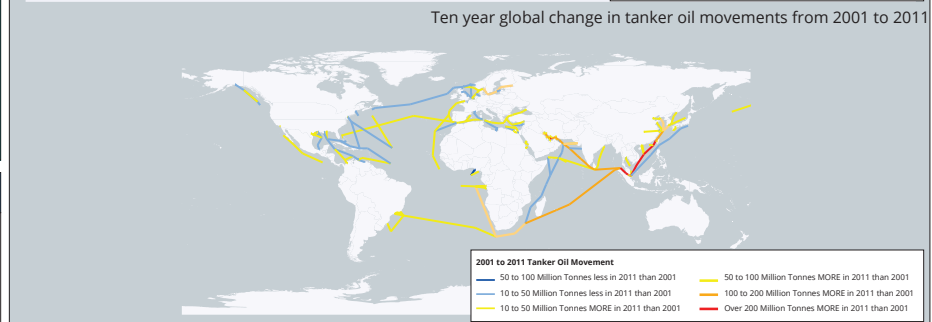 Ten year global change in tanker oil movements from 2001 to 2011
2001 to 2011 Tanker Oil Movement
50 to 100 Million Tonnes less in 2011 than 2001
10 to 50 Million Tonnes less in 2011 than 2001
10 to 50 Million Tonnes MORE in 2011 than 2001
50 to 100 Million Tonnes MORE in 2011 than 2001
100 to 200 Million Tonnes MORE in 2011 than 2001
Over 200 Million Tonnes MORE in 2011 than 2001